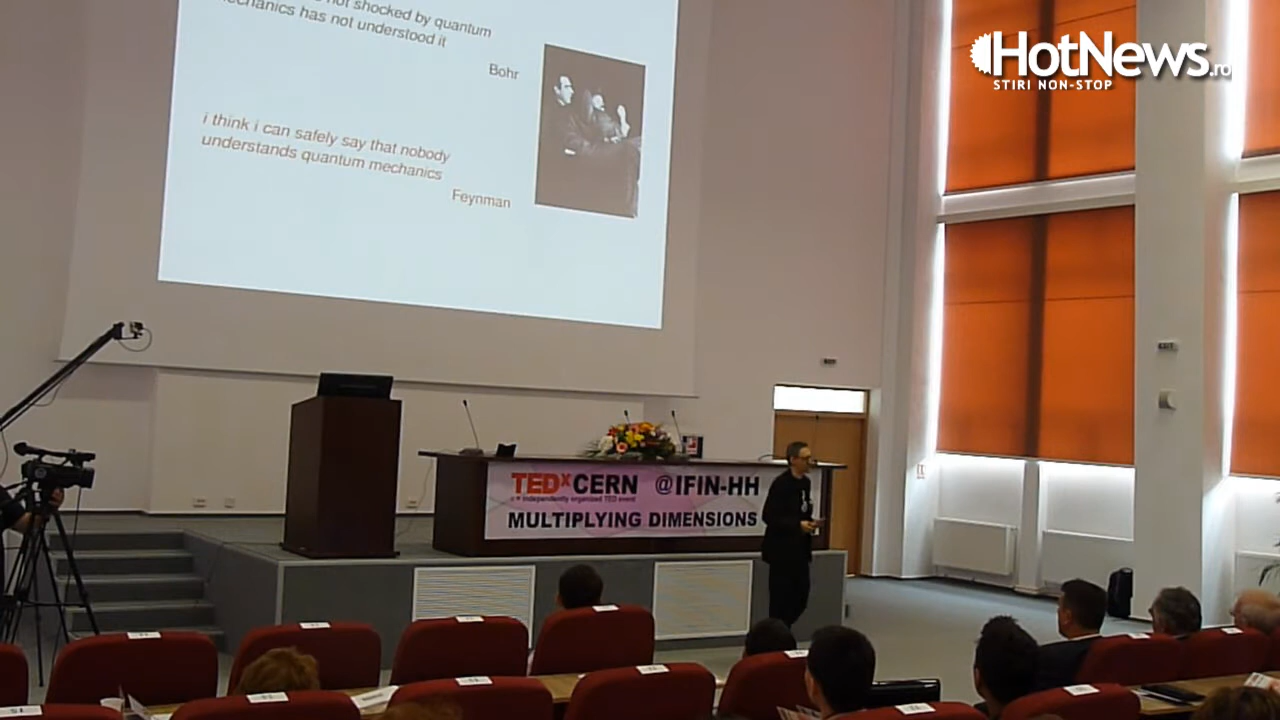 not shocked by quantum
mechanics has not understood it
Bohr
i think i can safely say that nobody
understands quantum mechanics
Feynman
HotNews.ro
STIRI NON-STOP
EXIT
TEDxCERN @IFIN-HH
independently organized TED event
MULTIPLYING DIMENSIONS